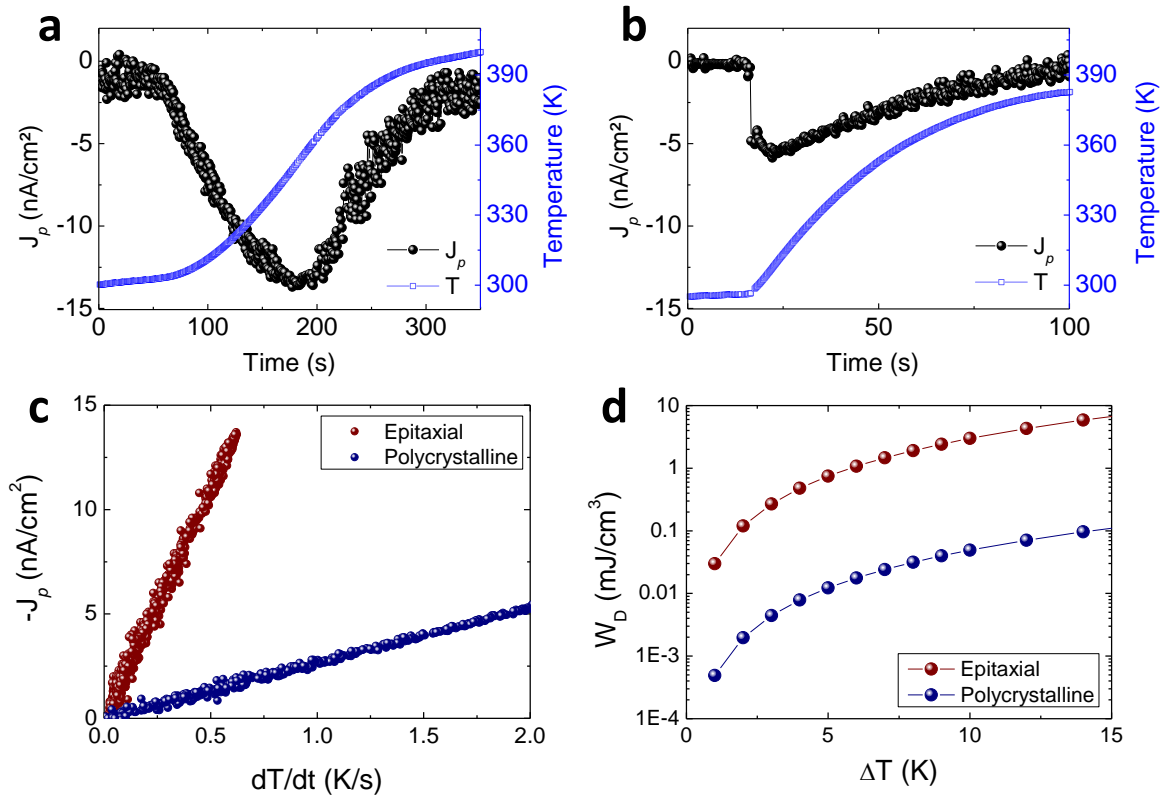 a
0
-5
-10
-15
J_p (nA/cm²)
390
360
330
300
Temperature (K)
J_p
T
0
100
200
300
Time (s)
b
0
-5
-10
-15
J_p (nA/cm²)
390
360
330
300
Temperature (K)
J_p
T
0
50
100
Time (s)
c
15
10
5
0
-J_p (nA/cm²)
Epitaxial
Polycrystalline
0.0
0.5
1.0
1.5
2.0
dT/dt (K/s)
d
10
1
0.1
0.01
1E-3
1E-4
W_D (mJ/cm³)
Epitaxial
Polycrystalline
0
5
10
15
ΔT (K)